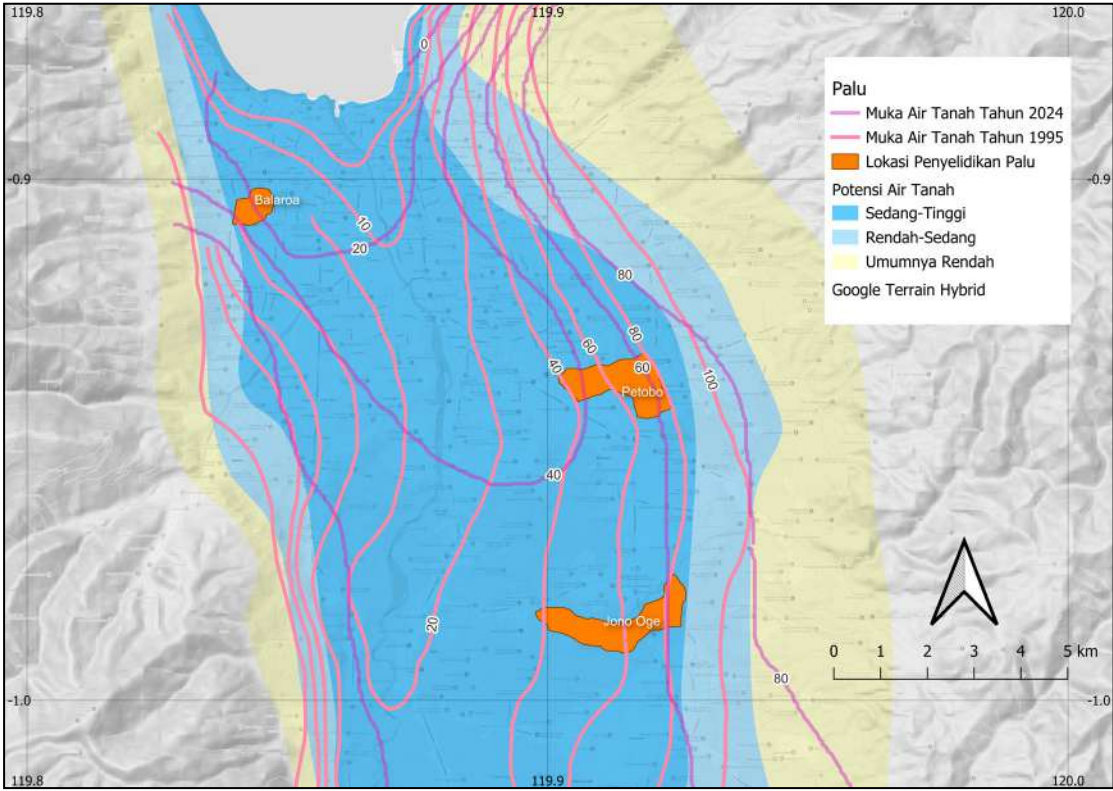 119.8
119.9
120.0
0
Palu
Muka Air Tanah Tahun 2024
Muka Air Tanah Tahun 1995
Lokasi Penyelidikan Palu
Potensi Air Tanah
Sedang-Tinggi
Rendah-Sedang
Umumnya Rendah
Google Terrain Hybrid
-0.9
-0.9
Balaroa
10
20
80
80
60
40
60
100
Petobo
40
Jono Oge
20
0 1 2 3 4 5 km
80
-1.0
-1.0
119.8
119.9
120.0